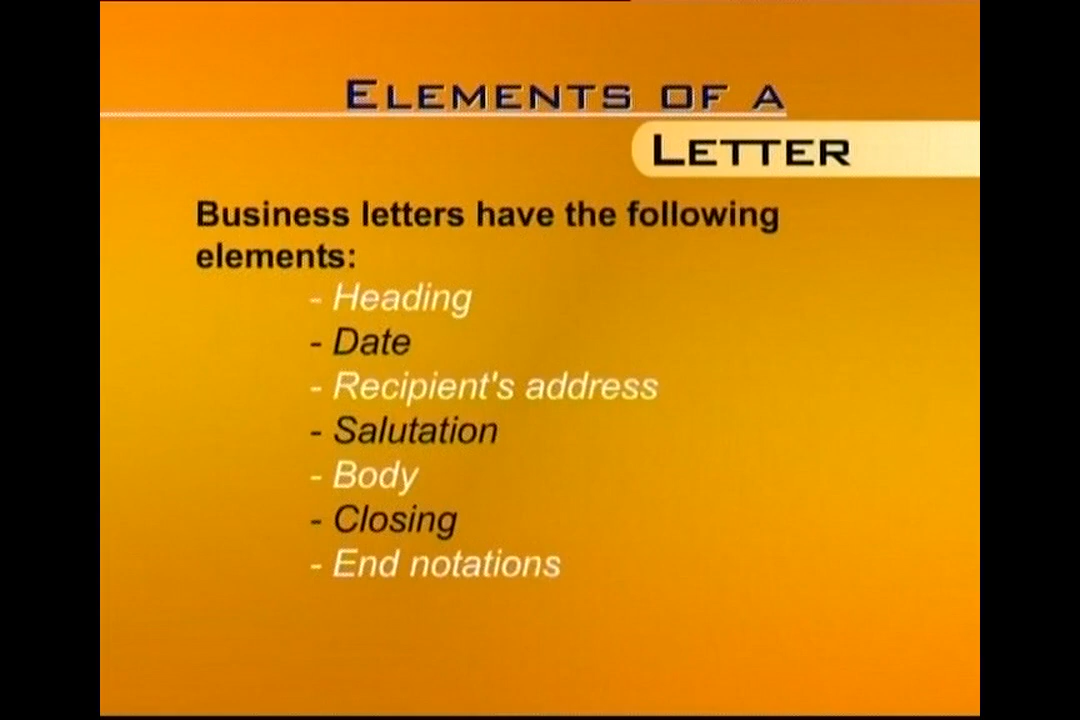 ELEMENTS OF A
LETTER
Business letters have the following
elements:
- Heading
- Date
- Recipient's address
- Salutation
- Body
- Closing
- End notations